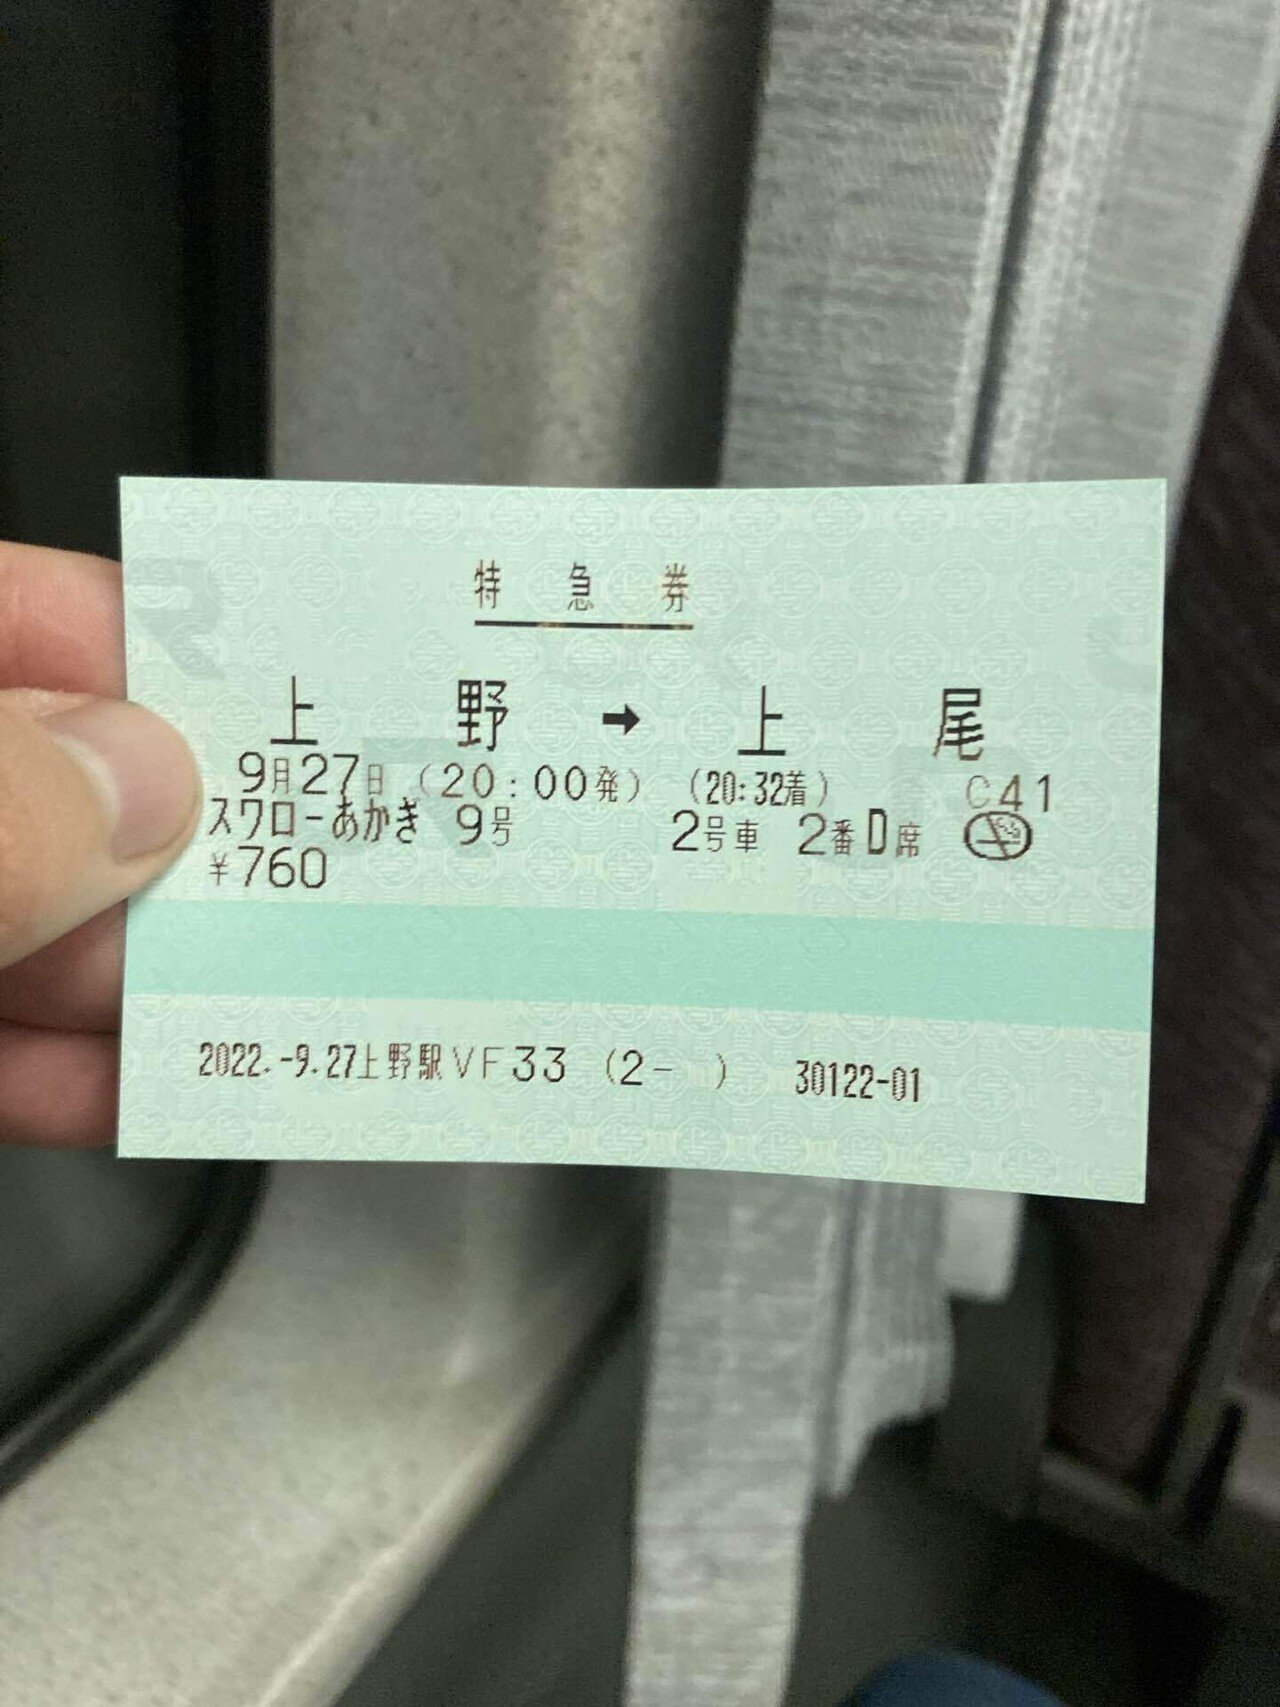 特急券
上野 ➡ 上尾
9月27日 (20:00発) (20:32着) C41
スワローあかぎ 9号 2号車 2番D席
¥760
2022.-9.27上野駅VF33 (2- ) 30122-01